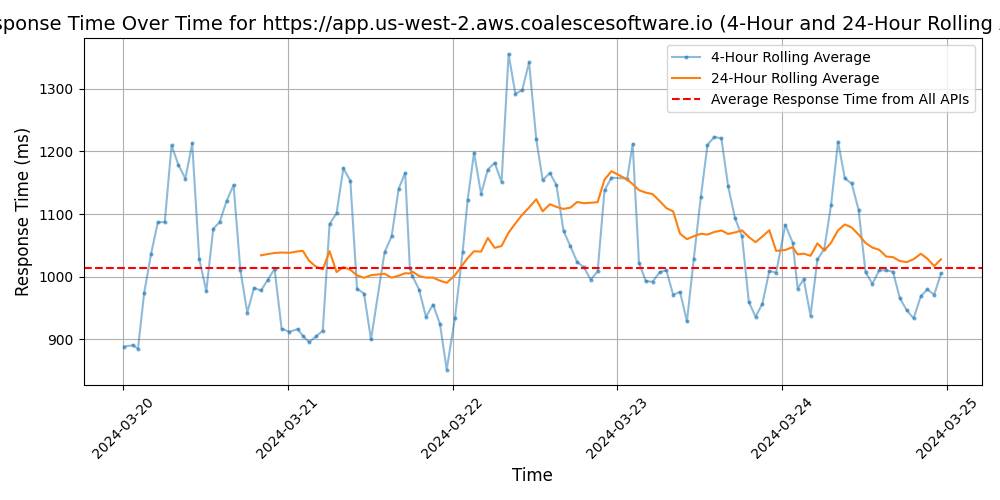 sponse Time Over Time for https://app.us-west-2.aws.coalescesoftware.io (4-Hour and 24-Hour Rolling
4-Hour Rolling Average
24-Hour Rolling Average
Average Response Time from All APIs
Response Time (ms)
1300
1200
1100
1000
900
2024-03-20
2024-03-21
2024-03-22
2024-03-23
2024-03-24
2024-03-25
Time